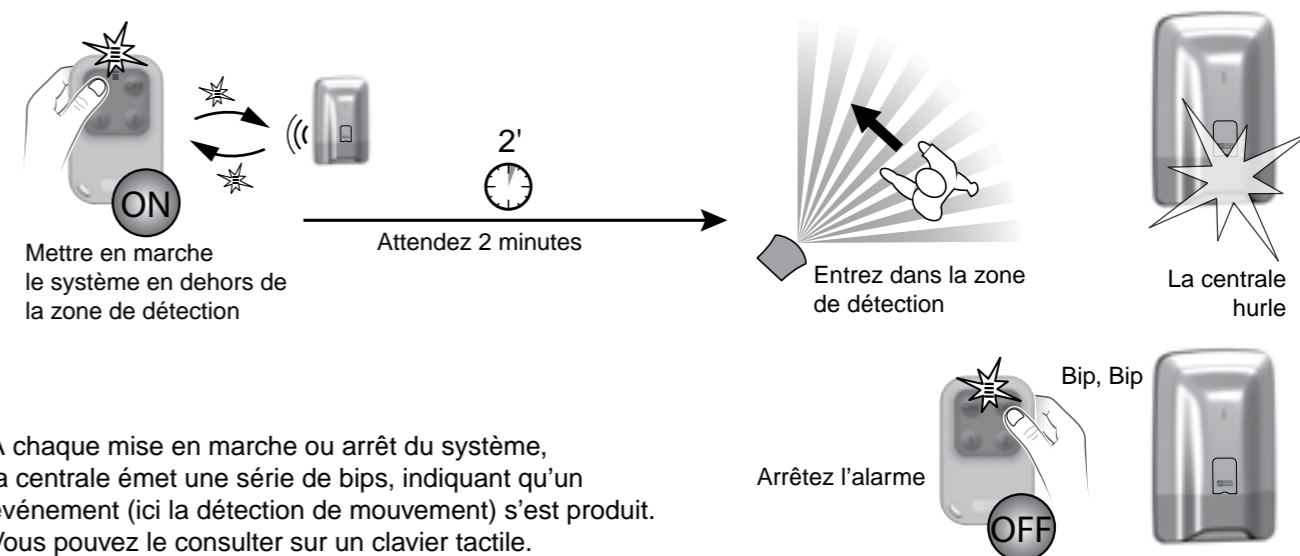 ON
2'
Mettre en marche
le système en dehors de
la zone de détection
Attendez 2 minutes
Entrez dans la zone
de détection
La centrale
hurle
Bip, Bip
Arrêtez l’alarme
OFF
chaque mise en marche ou arrêt du système,
centrale émet une série de bips, indiquant qu’un
événement (ici la détection de mouvement) s’est produit.
Vous pouvez le consulter sur un clavier tactile.